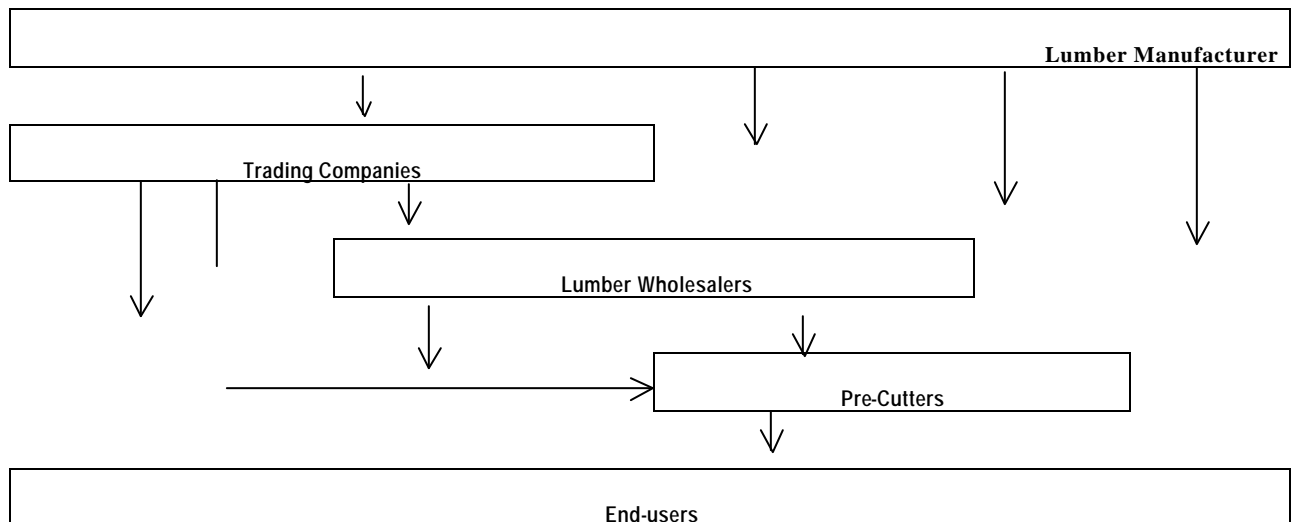 Lumber Manufacturer
Trading Companies
Lumber Wholesalers
Pre-Cutters
End-users